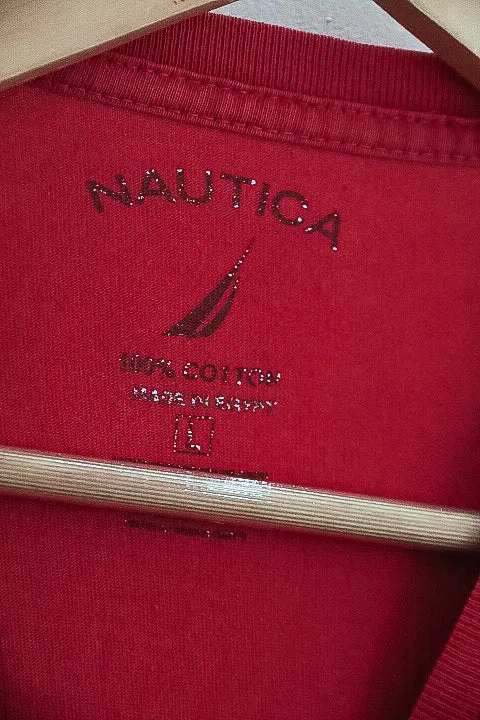 NAUTICA
100% COTTON
MADE IN EGYPT
L